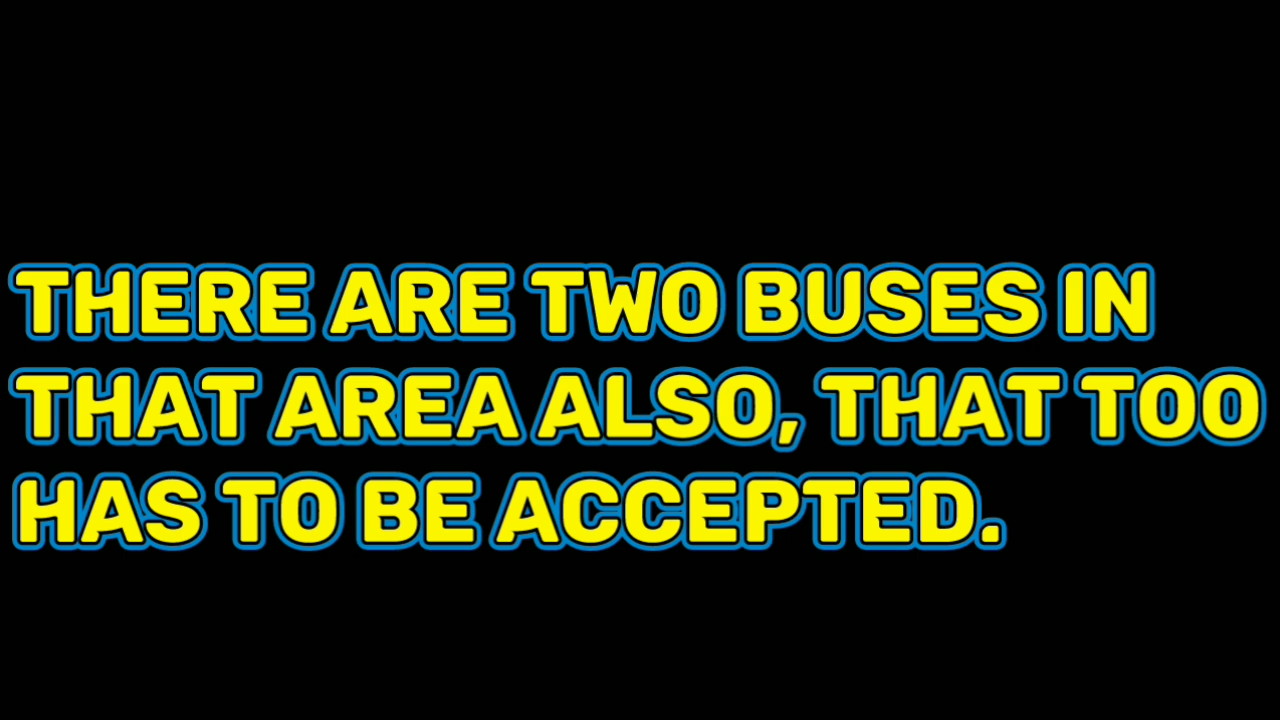 THERE ARE TWO BUSES IN
THAT AREA ALSO, THAT TOO
HAS TO BE ACCEPTED.